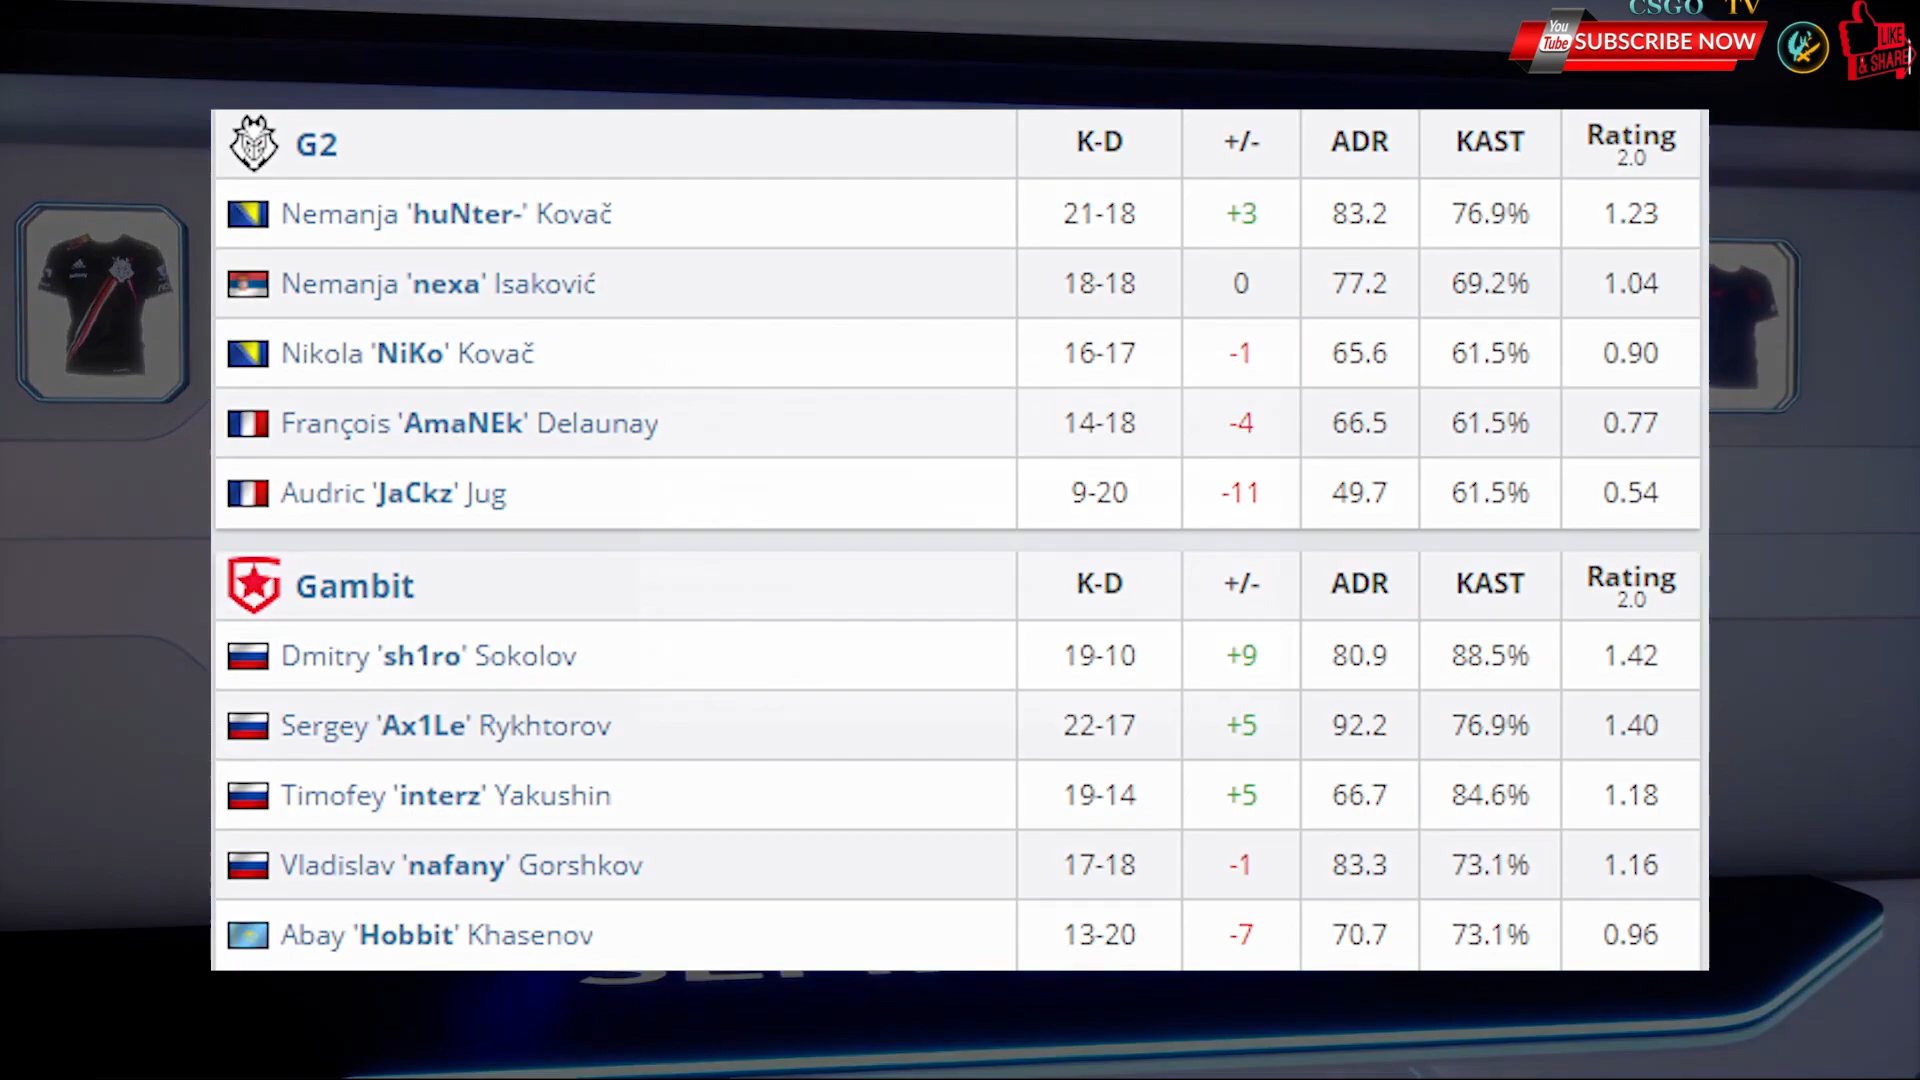 CSGO TV
You Tube SUBSCRIBE NOW
LIKE & SHARE
G2 K-D +/- ADR KAST Rating 2.0
Nemanja 'huNter-' Kovač 21-18 +3 83.2 76.9% 1.23
Nemanja 'nexa' Isaković 18-18 0 77.2 69.2% 1.04
Nikola 'NiKo' Kovač 16-17 -1 65.6 61.5% 0.90
François 'AmaNEk' Delaunay 14-18 -4 66.5 61.5% 0.77
Audric 'JaCkz' Jug 9-20 -11 49.7 61.5% 0.54
Gambit K-D +/- ADR KAST Rating 2.0
Dmitry 'sh1ro' Sokolov 19-10 +9 80.9 88.5% 1.42
Sergey 'Ax1Le' Rykhtorov 22-17 +5 92.2 76.9% 1.40
Timofey 'interz' Yakushin 19-14 +5 66.7 84.6% 1.18
Vladislav 'nafany' Gorshkov 17-18 -1 83.3 73.1% 1.16
Abay 'Hobbit' Khasenov 13-20 -7 70.7 73.1% 0.96